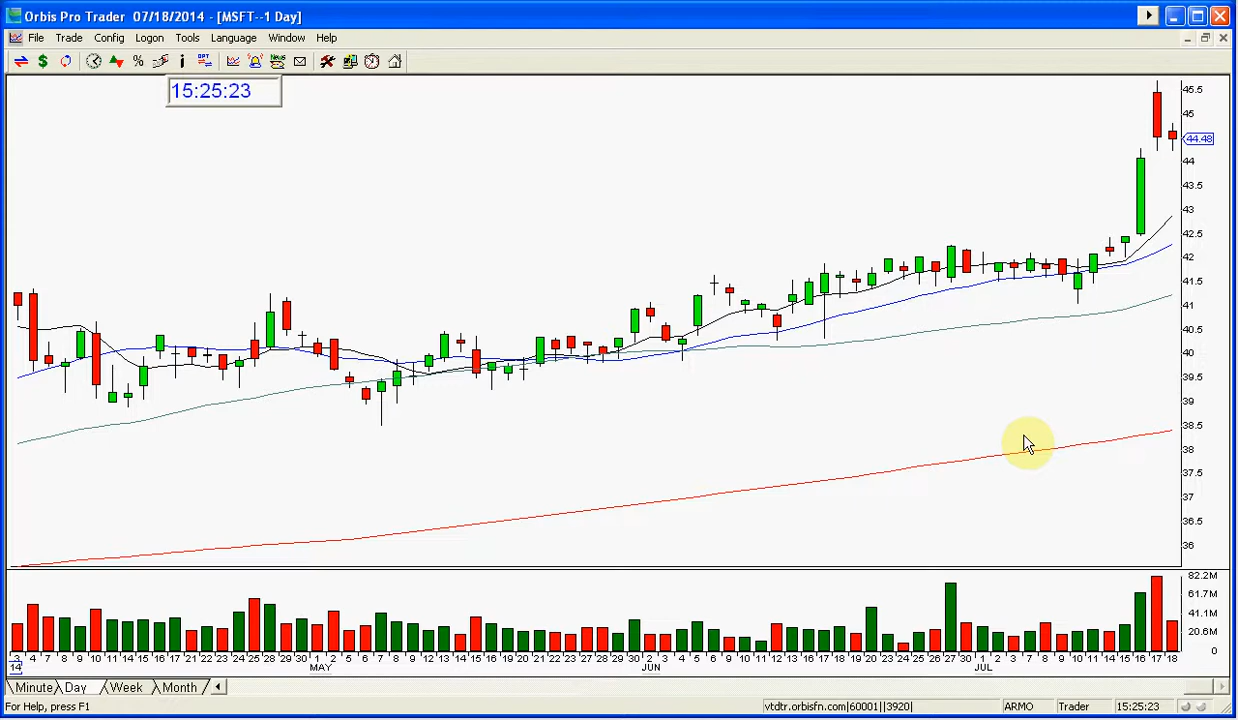 Orbis Pro Trader 07/18/2014 - [MSFT--1 Day]
File Trade Config Logon Tools Language Window Help
$ % i OPT News
15:25:23
45.5
45
44.48
44
43.5
43
42.5
42
41.5
41
40.5
40
39.5
39
38.5
38
37.5
37
36.5
36
82.2M
61.7M
41.1M
20.6M
0
3 4 7 8 9 10 11 14 15 16 17 21 22 23 24 25 28 29 30 1 2 5 6 7 8 9 12 13 14 15 16 19 20 21 22 23 27 28 29 30 2 3 4 5 6 9 10 11 12 13 16 17 18 19 20 23 24 25 26 27 30 1 2 3 7 8 9 10 11 14 15 16 17 18
14 MAY JUN JUL
Minute Day Week Month
For Help, press F1 vtdtr.orbisfn.com|60001||3920| ARMO Trader 15:25:23